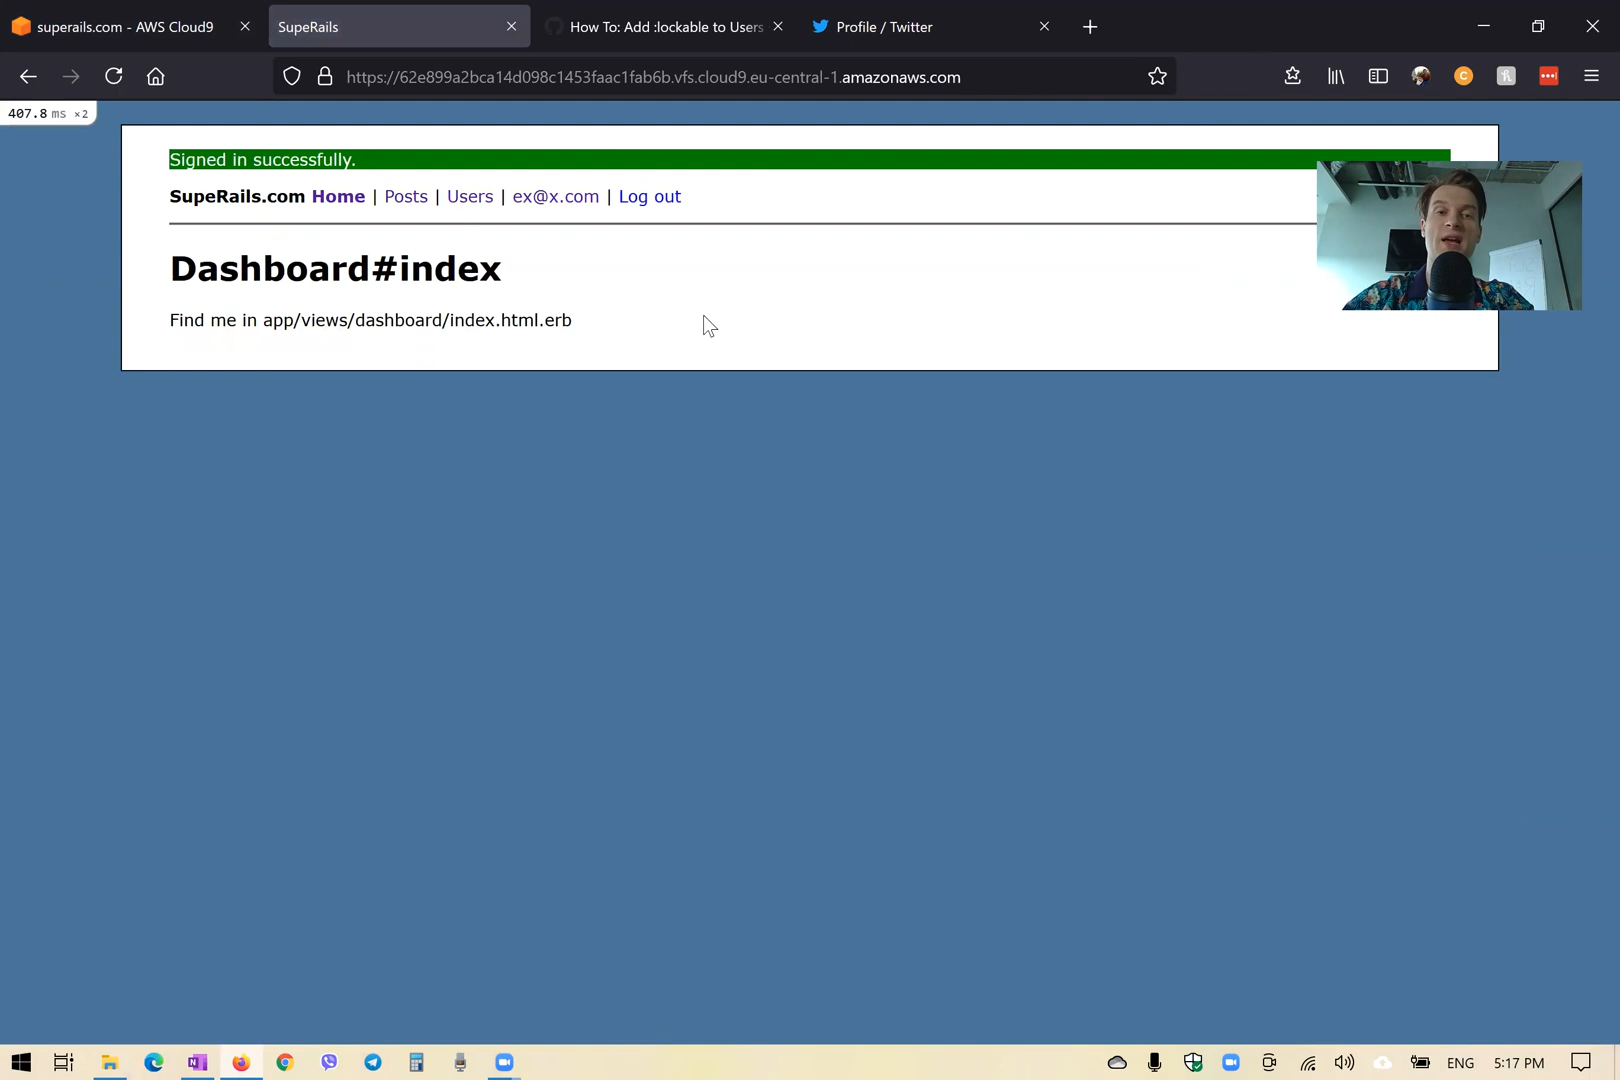 superails.com - AWS Cloud9
SupeRails
How To: Add :lockable to Users
Profile / Twitter
https://62e899a2bca14d098c1453faac1fab6b.vfs.cloud9.eu-central-1.amazonaws.com
407.8 ms ×2
Signed in successfully.
SupeRails.com Home | Posts | Users | ex@x.com | Log out
Dashboard#index
Find me in app/views/dashboard/index.html.erb
ENG
5:17 PM